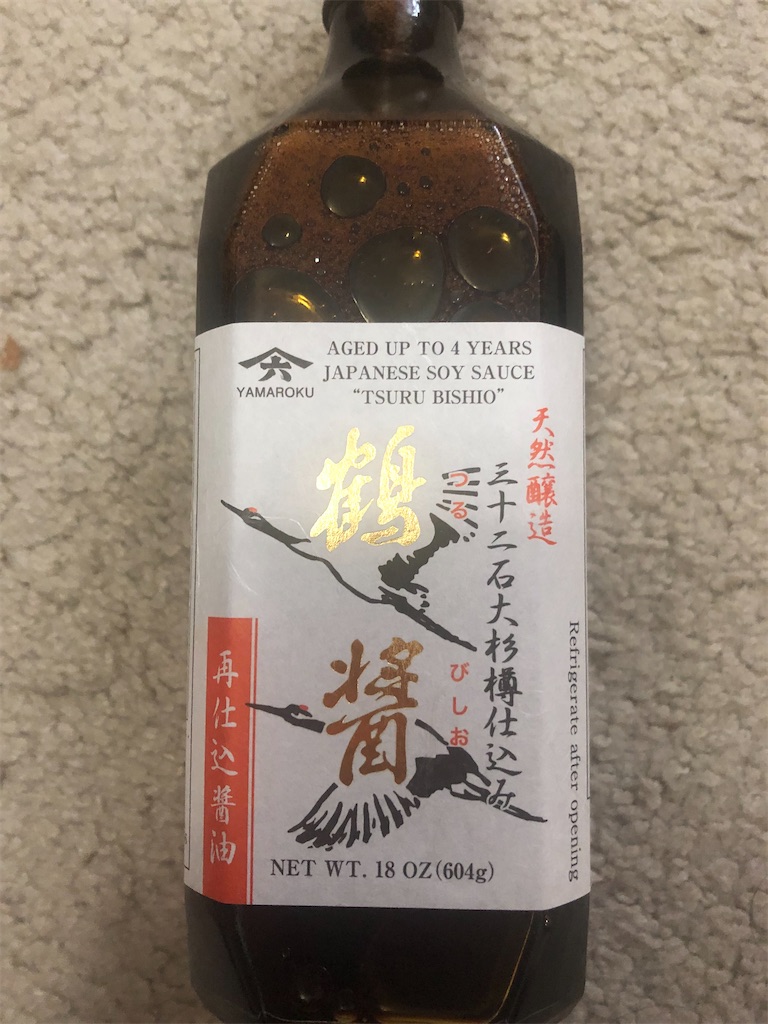 六
YAMAROKU
AGED UP TO 4 YEARS
JAPANESE SOY SAUCE
“TSURU BISHIO”
天然醸造
三十二石大杉樽仕込み
鶴
つる
醤
びしお
再仕込醤油
Refrigerate after opening
NET WT. 18 OZ(604g)